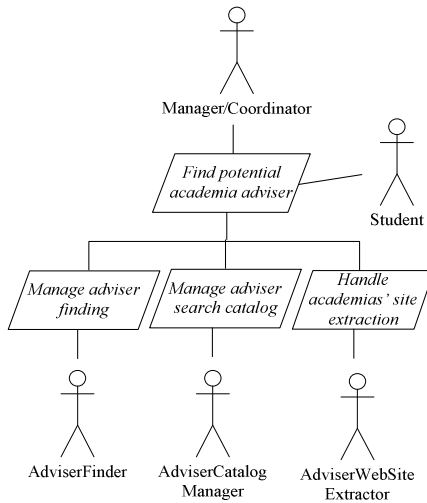 Manager/Coordinator
Find potential
academia adviser
Student
Manage adviser
finding
Manage adviser
search catalog
Handle
academias' site
extraction
AdviserFinder
AdviserCatalog
Manager
AdviserWebSite
Extractor